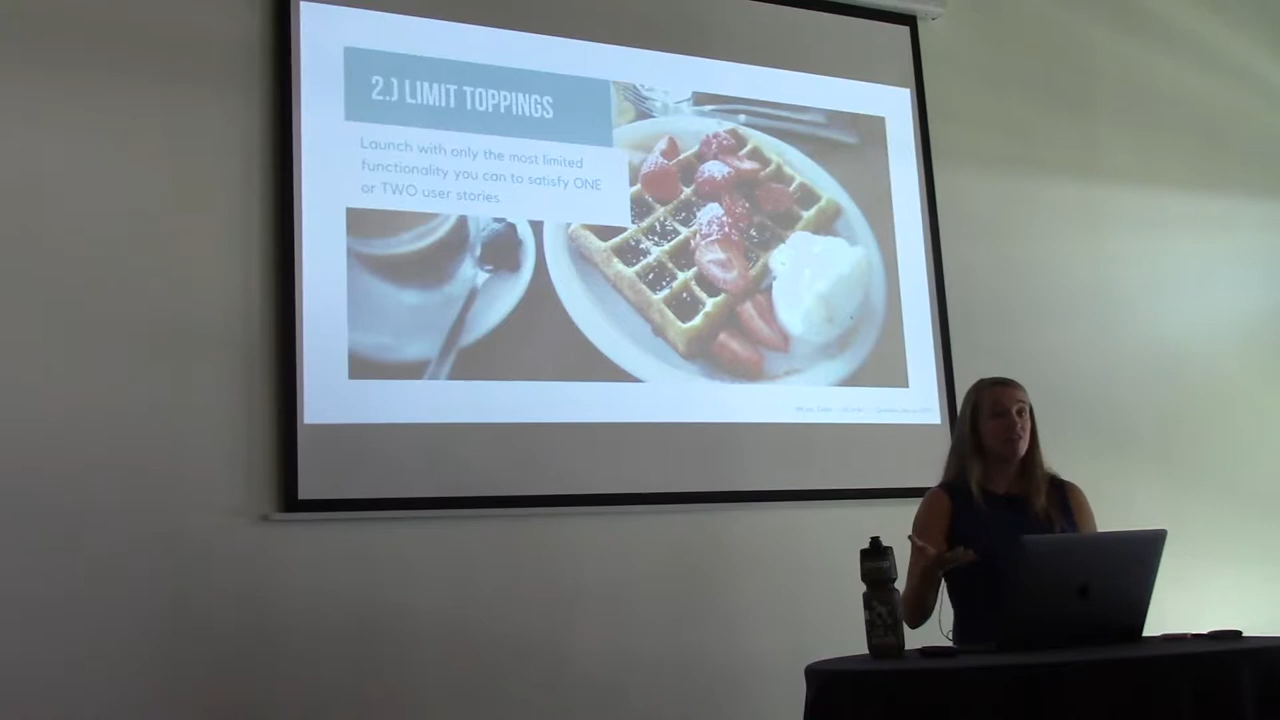 2.) LIMIT TOPPINGS
Launch with only the most limited
functionality you can to satisfy ONE
or TWO user stories.